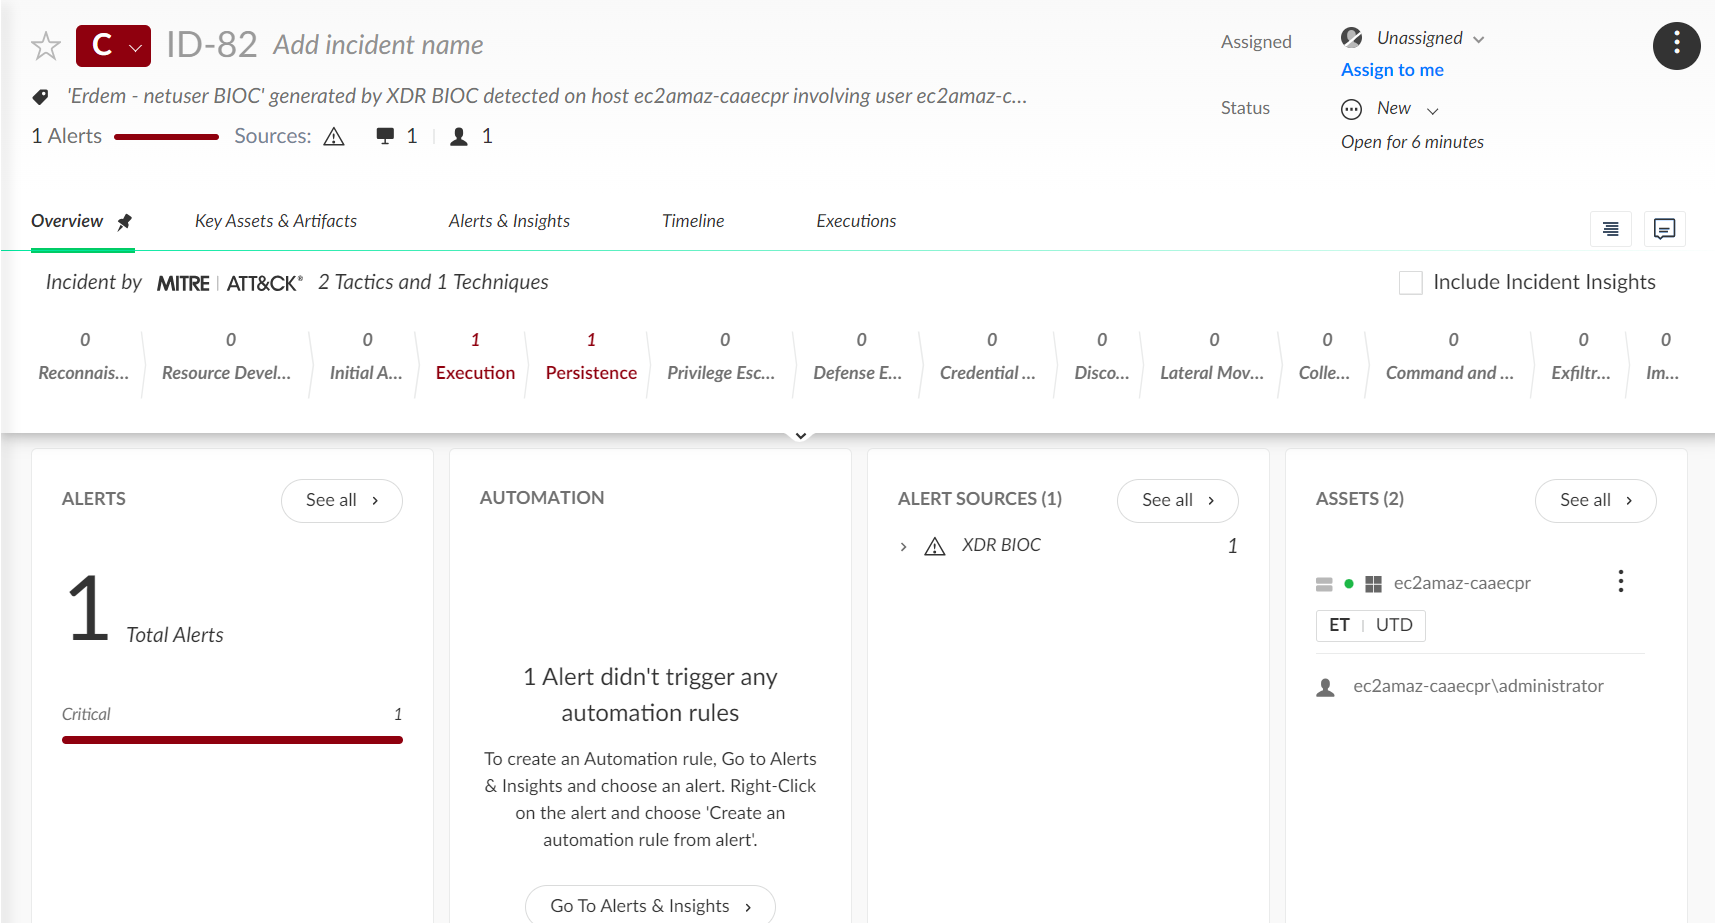 C ID-82 Add incident name
Assigned Unassigned
Assign to me
'Erdem - netuser BIOC' generated by XDR BIOC detected on host ec2amaz-caaecpr involving user ec2amaz-c...
Status New
1 Alerts Sources: 1 1
Open for 6 minutes
Overview Key Assets & Artifacts Alerts & Insights Timeline Executions
Incident by MITRE | ATT&CK® 2 Tactics and 1 Techniques Include Incident Insights
0 0 0 1 1 0 0 0 0 0 0 0 0 0
Reconnais... Resource Devel... Initial A... Execution Persistence Privilege Esc... Defense E... Credential ... Disco... Lateral Mov... Colle... Command and ... Exfiltr... Im...
ALERTS See all
1 Total Alerts
Critical 1
AUTOMATION
1 Alert didn't trigger any
automation rules
To create an Automation rule, Go to Alerts
& Insights and choose an alert. Right-Click
on the alert and choose 'Create an
automation rule from alert'.
Go To Alerts & Insights
ALERT SOURCES (1) See all
XDR BIOC 1
ASSETS (2) See all
ec2amaz-caaecpr
ET | UTD
ec2amaz-caaecpr\administrator